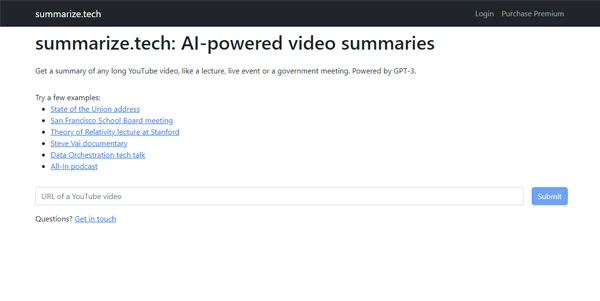 summarize.tech
Login Purchase Premium
summarize.tech: AI-powered video summaries
Get a summary of any long YouTube video, like a lecture, live event or a government meeting. Powered by GPT-3.
Try a few examples:
State of the Union address
San Francisco School Board meeting
Theory of Relativity lecture at Stanford
Steve Vai documentary
Data Orchestration tech talk
All-In podcast
URL of a YouTube video
Submit
Questions? Get in touch